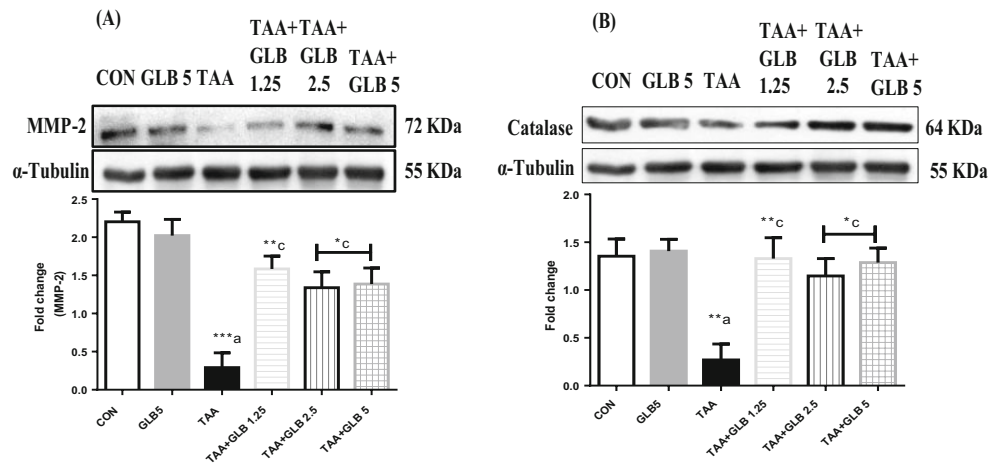 (A)
CON GLB 5 TAA TAA+ GLB 1.25 TAA+ GLB 2.5 TAA+ GLB 5
MMP-2 72 KDa
α-Tubulin 55 KDa
2.5
2.0
1.5
1.0
0.5
0.0
Fold change
(MMP-2)
***a
**c
*c
CON
GLB5
TAA
TAA+GLB 1.25
TAA+GLB 2.5
TAA+GLB 5
(B)
CON GLB 5 TAA TAA+ GLB 1.25 TAA+ GLB 2.5 TAA+ GLB 5
Catalase 64 KDa
α-Tubulin 55 KDa
2.0
1.5
1.0
0.5
0.0
Fold change
**a
**c
*c
CON
GLB5
TAA
TAA+GLB 1.25
TAA+GLB 2.5
TAA+GLB 5